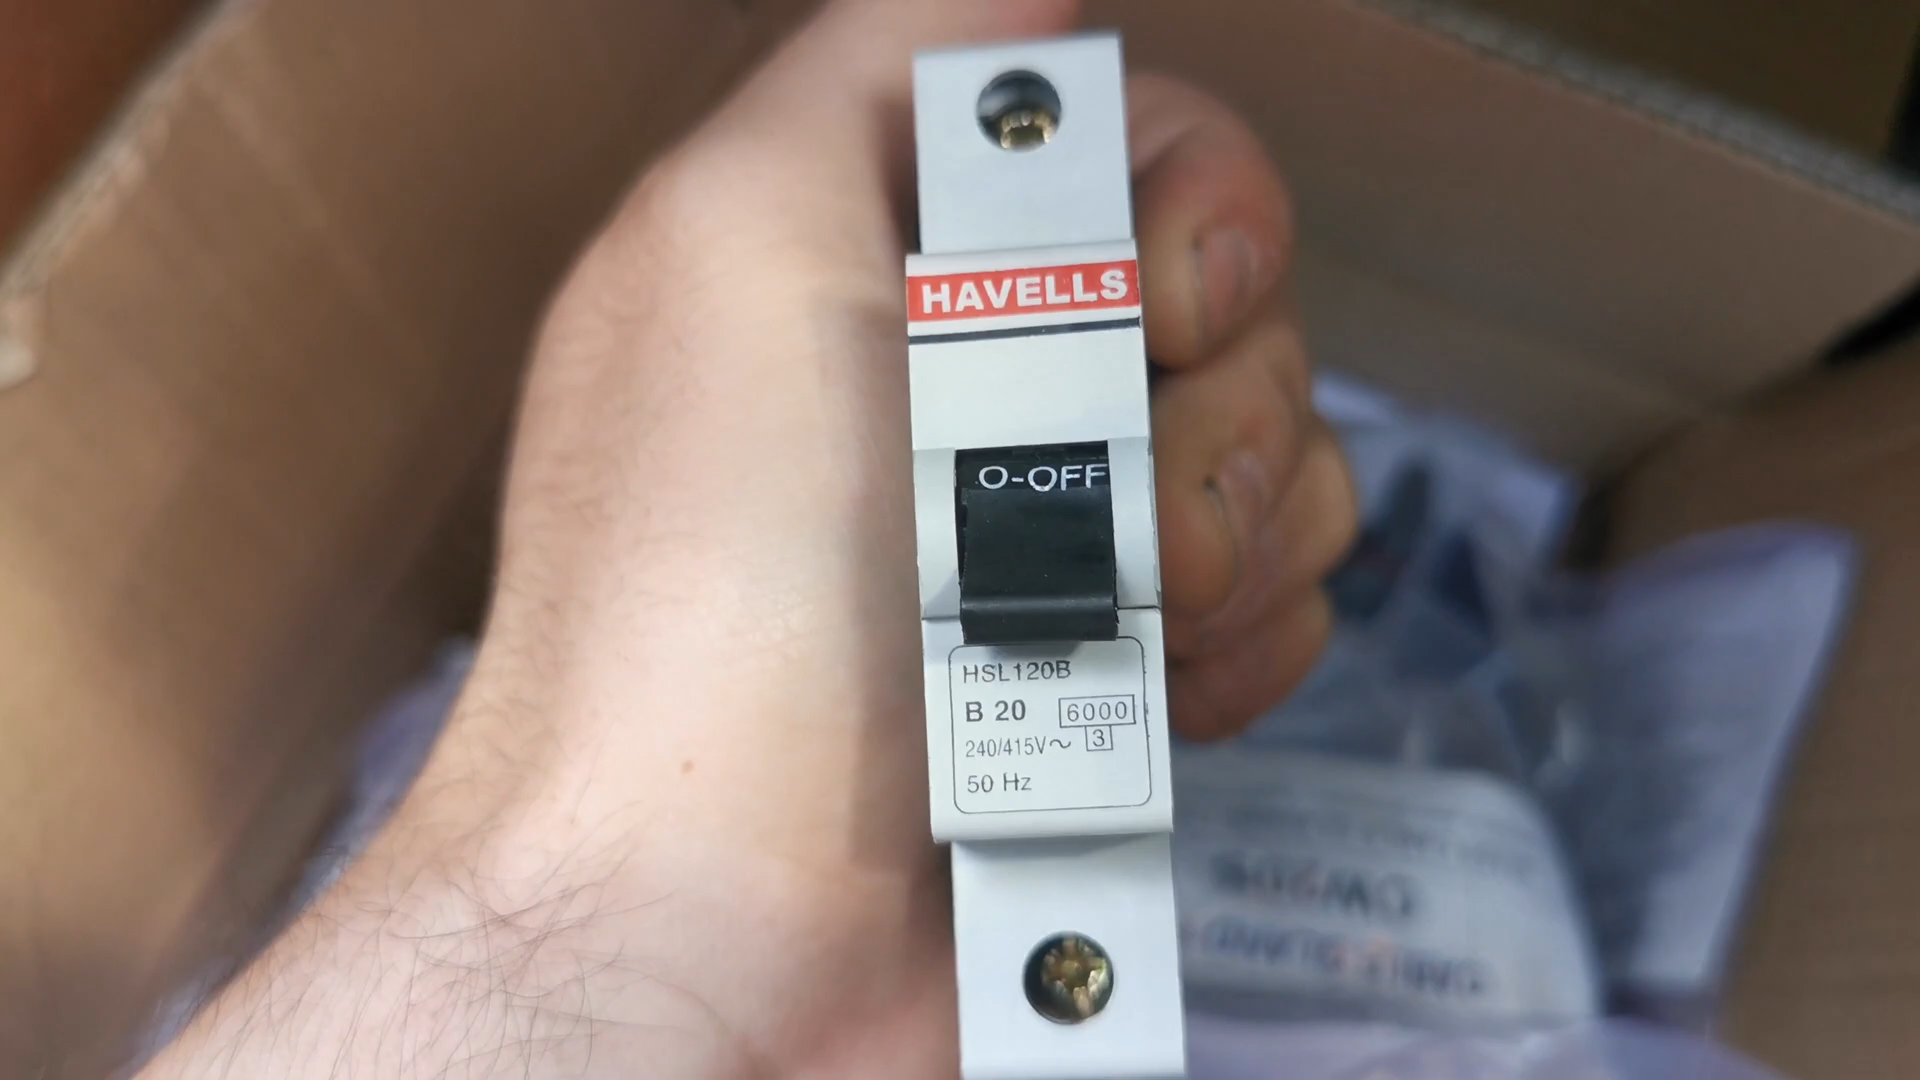 HAVELLS
O-OFF
HSL120B
B 20 6000
240/415V~ 3
50 Hz